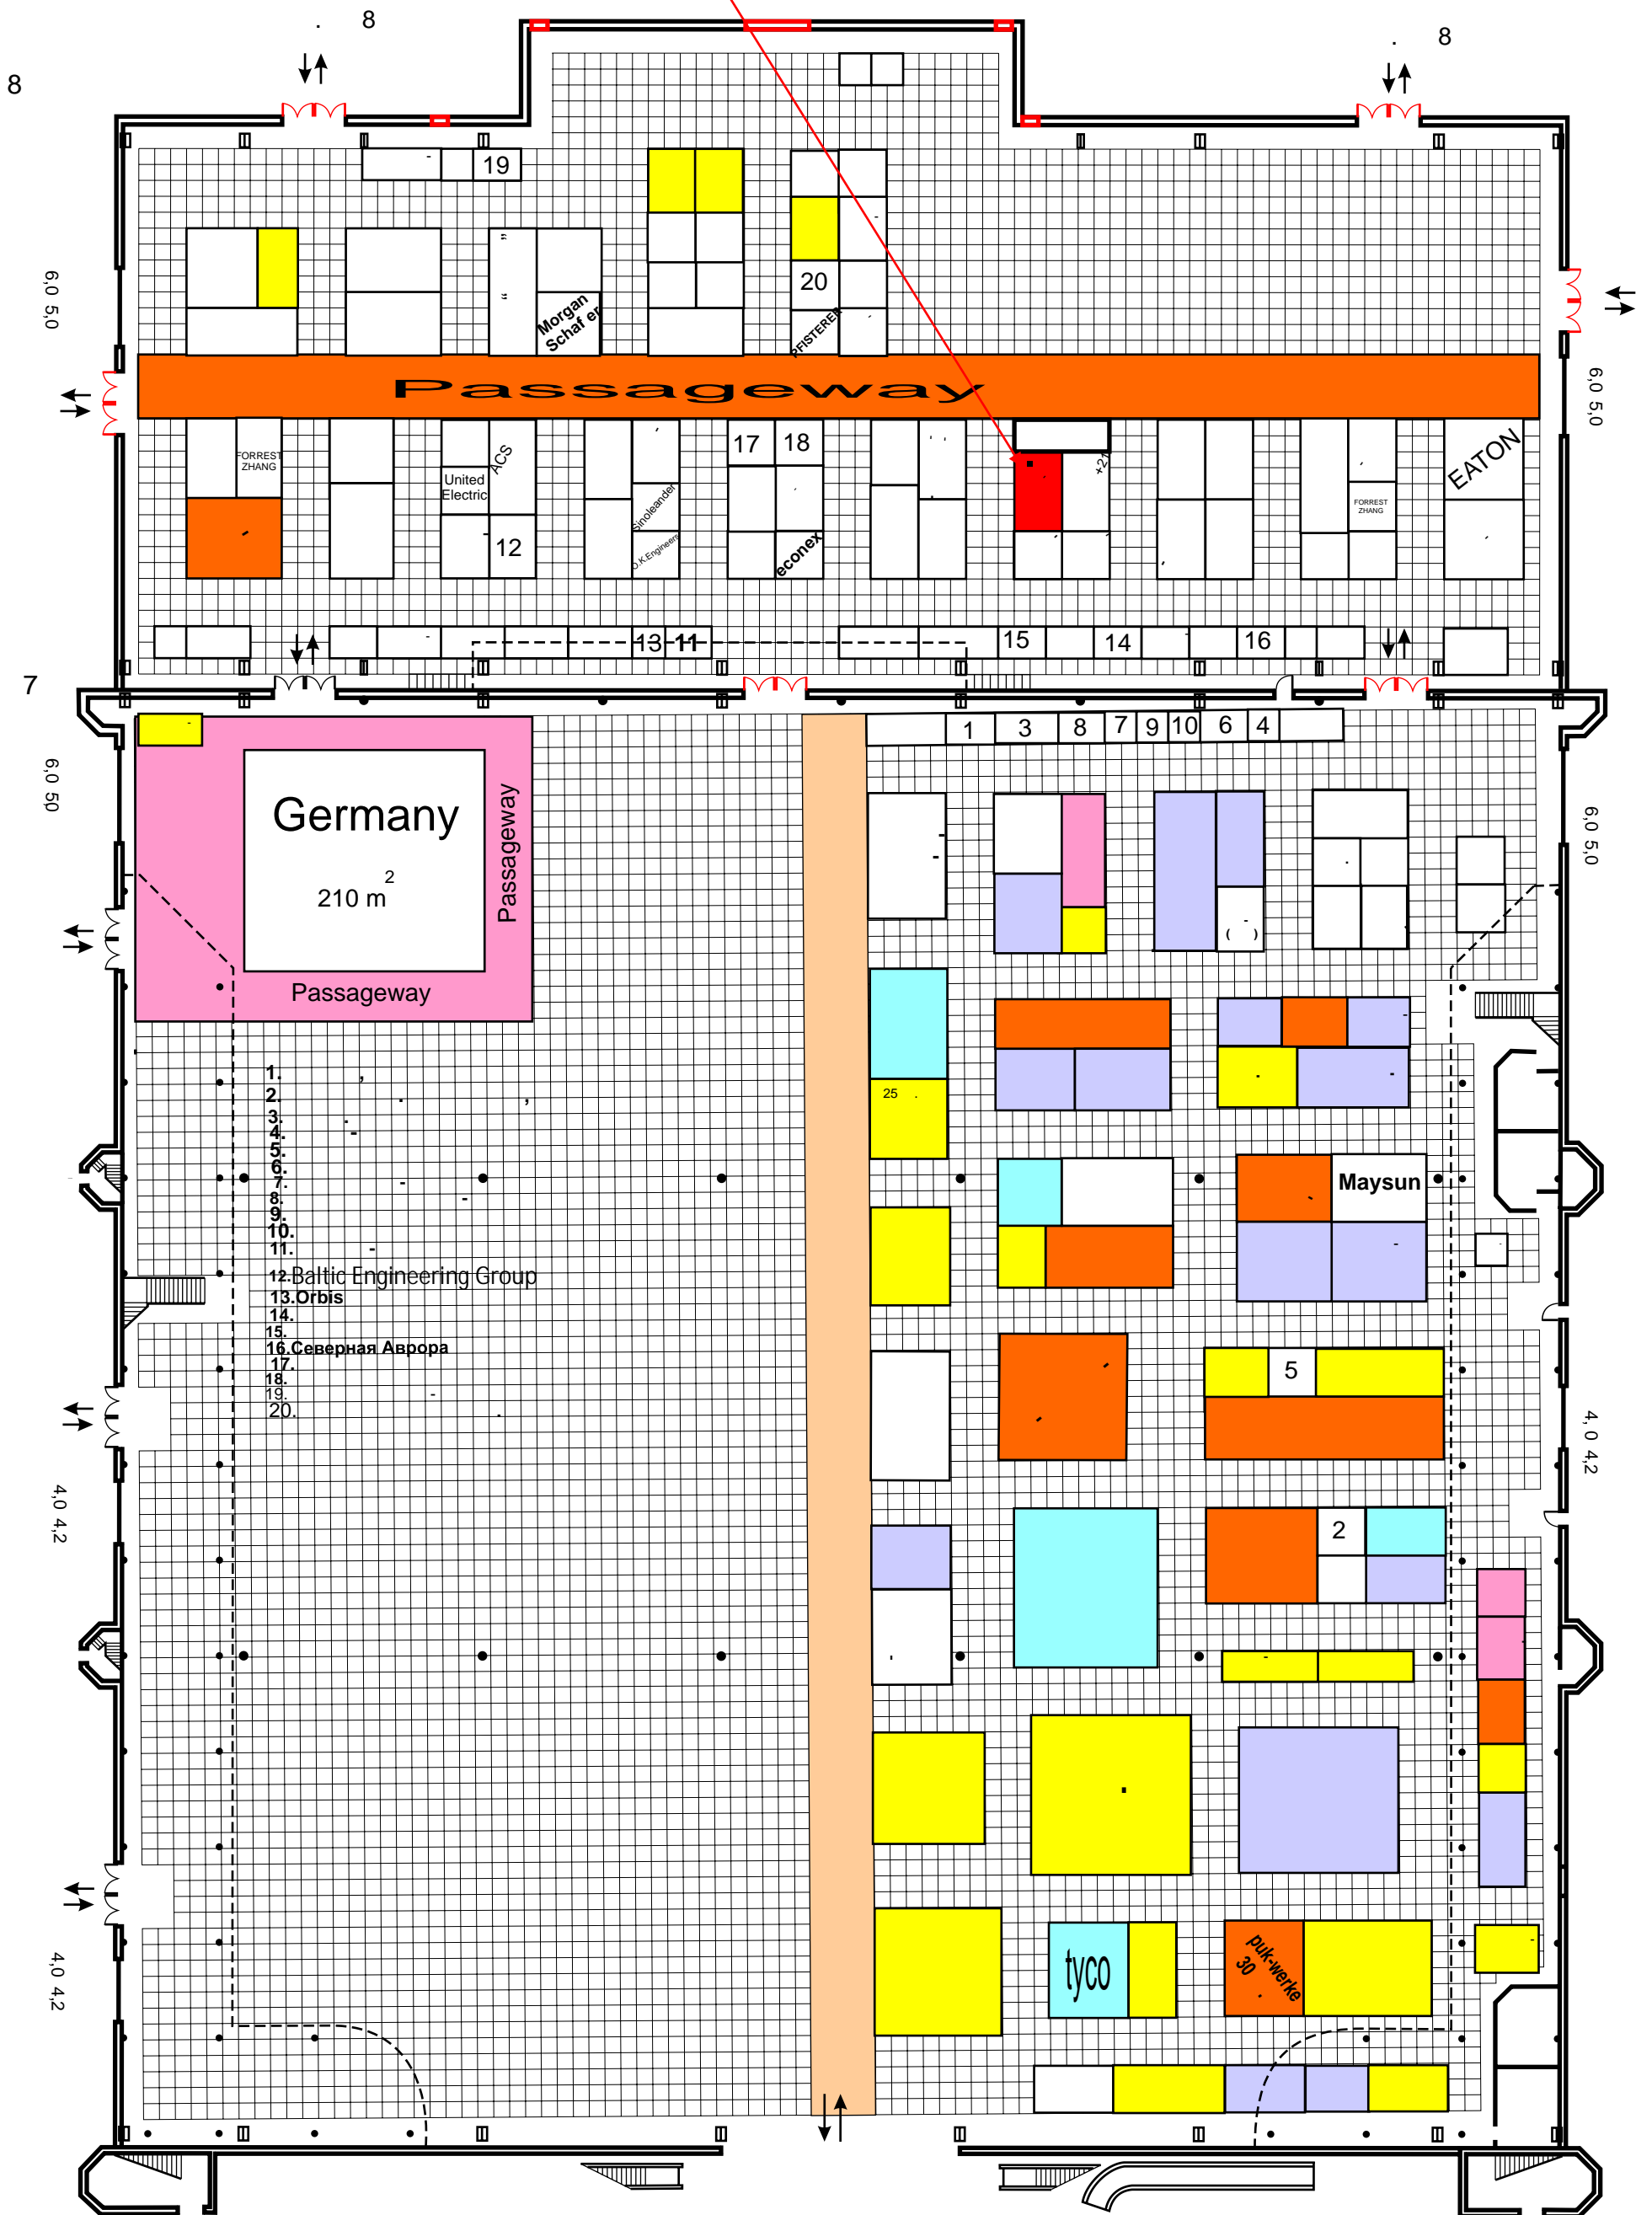 8
8
8
19
20
6,0 5,0
Morgan
Schaf er
PFISTERER
Passageway
6,0 5,0
FORREST
ZHANG
ACS
United
Electric
12
Sinoleander
O.K.Engineers
17
18
econex
+21
FORREST
ZHANG
EATON
13
11
15
14
16
7
1
3
8
7
9
10
6
4
6,0 50
Germany
210 m
2
Passageway
Passageway
( )
6,0 5,0
25
1.
2.
3.
4.
5.
6.
7.
8.
9.
10.
11.
12.Baltic Engineering Group
13.Orbis
14.
15.
16.Северная Аврора
17.
18.
19.
20.
Maysun
5
4,0 4,2
4, 0 4,2
2
tyco
puk-werke
30
4,0 4,2